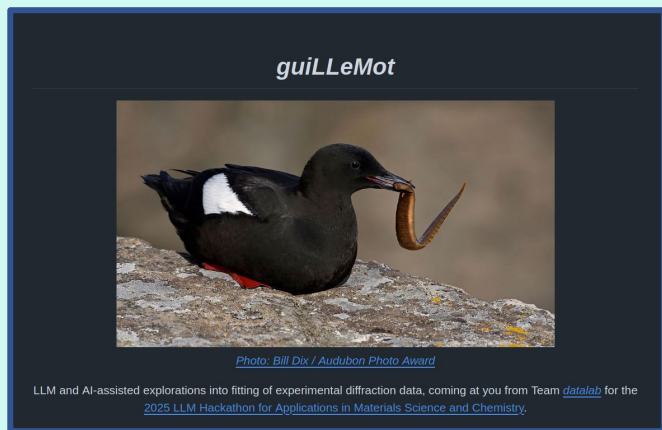 guiLLeMot
Photo: Bill Dix / Audubon Photo Award
LLM and AI-assisted explorations into fitting of experimental diffraction data, coming at you from Team datalab for the
2025 LLM Hackathon for Applications in Materials Science and Chemistry.